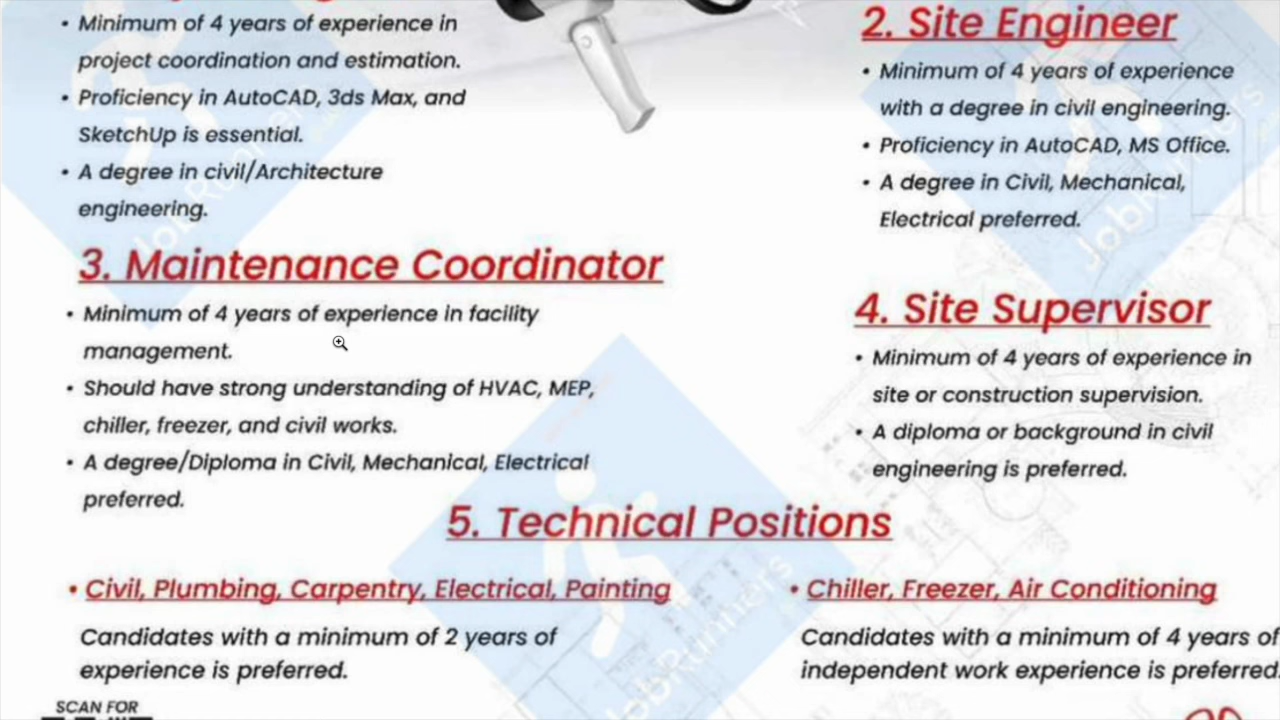 • Minimum of 4 years of experience in
project coordination and estimation.
• Proficiency in AutoCAD, 3ds Max, and
SketchUp is essential.
• A degree in civil/Architecture
engineering.
2. Site Engineer
• Minimum of 4 years of experience
with a degree in civil engineering.
• Proficiency in AutoCAD, MS Office.
• A degree in Civil, Mechanical,
Electrical preferred.
3. Maintenance Coordinator
• Minimum of 4 years of experience in facility
management.
• Should have strong understanding of HVAC, MEP,
chiller, freezer, and civil works.
• A degree/Diploma in Civil, Mechanical, Electrical
preferred.
4. Site Supervisor
• Minimum of 4 years of experience in
site or construction supervision.
• A diploma or background in civil
engineering is preferred.
5. Technical Positions
• Civil, Plumbing, Carpentry, Electrical, Painting
Candidates with a minimum of 2 years of
experience is preferred.
• Chiller, Freezer, Air Conditioning
Candidates with a minimum of 4 years of
independent work experience is preferred.
SCAN FOR
JobRunners
JobRunners
JobRunners